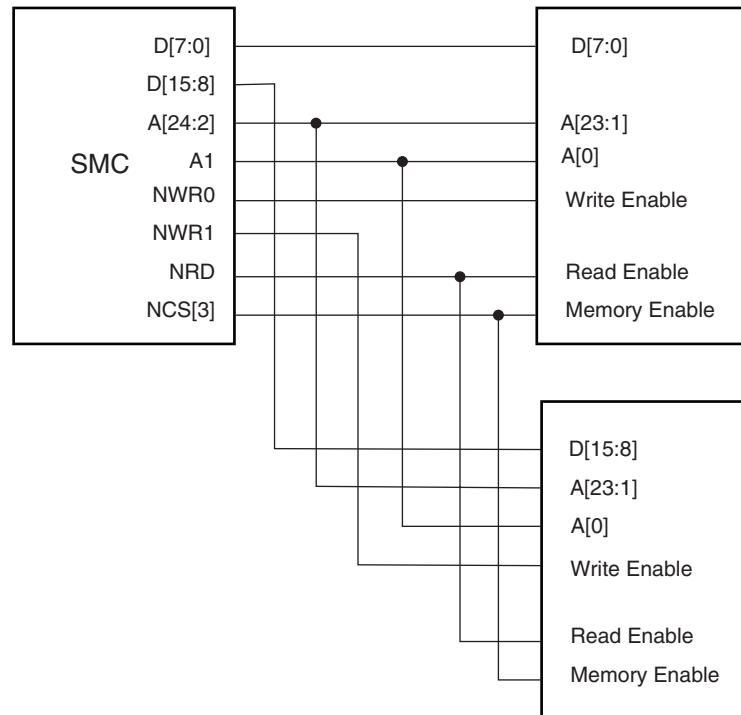 D[7:0]
D[15:8]
A[24:2]
A1
SMC
NWR0
NWR1
NRD
NCS[3]
D[7:0]
A[23:1]
A[0]
Write Enable
Read Enable
Memory Enable
D[15:8]
A[23:1]
A[0]
Write Enable
Read Enable
Memory Enable